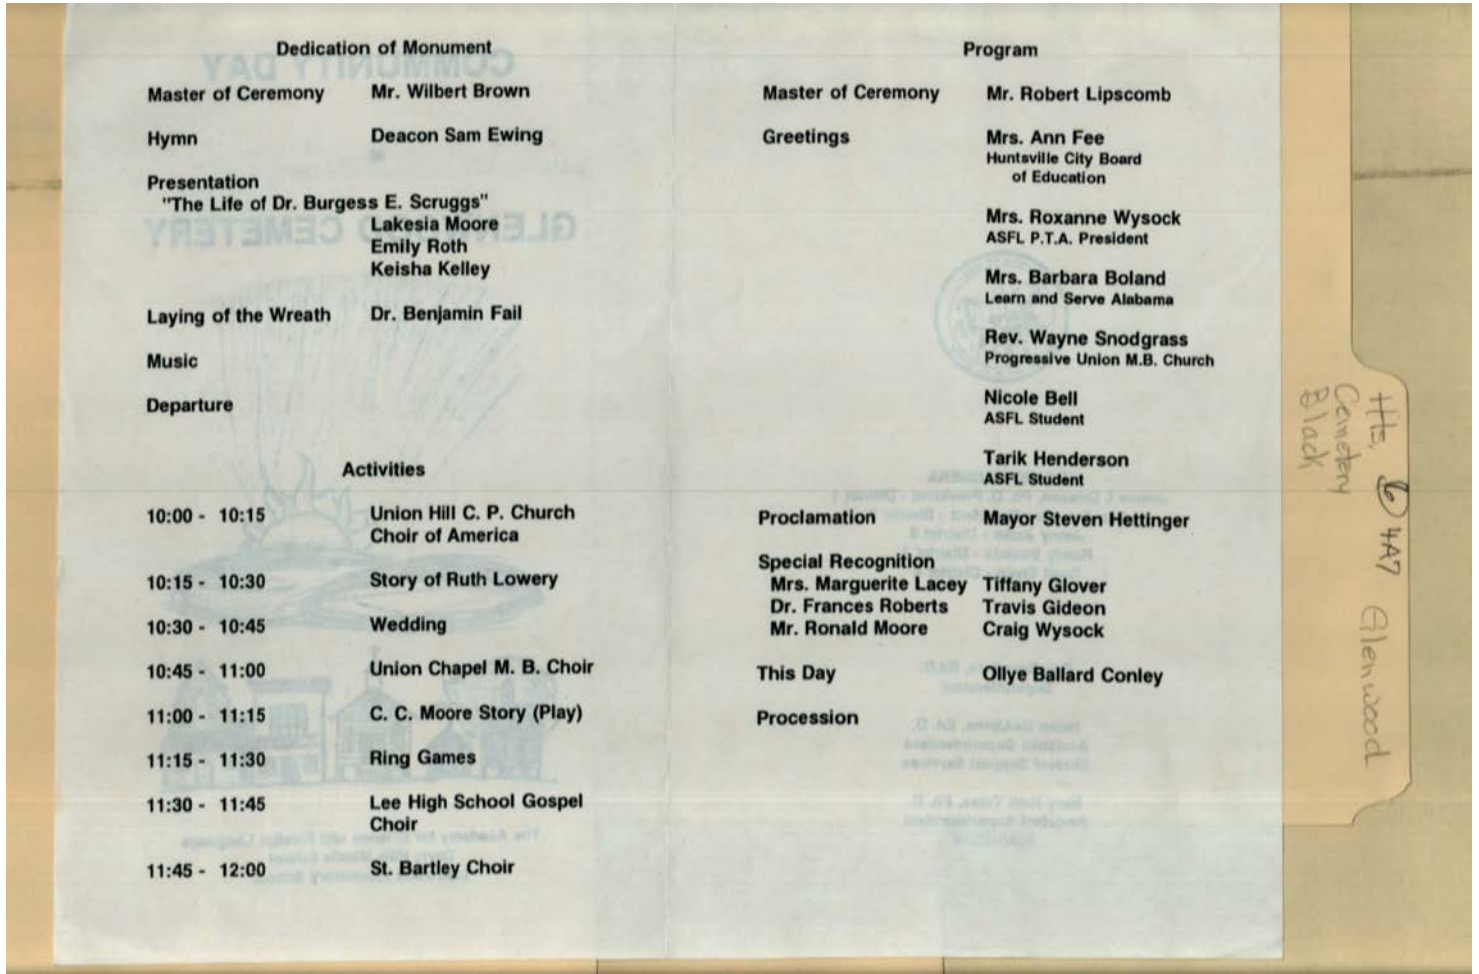 Dedication of Monument
Master of Ceremony Mr. Wilbert Brown
Hymn Deacon Sam Ewing
Presentation
"The Life of Dr. Burgess E. Scruggs"
Lakesia Moore
Emily Roth
Keisha Kelley
Laying of the Wreath Dr. Benjamin Fail
Music
Departure
Activities
10:00 - 10:15 Union Hill C. P. Church
Choir of America
10:15 - 10:30 Story of Ruth Lowery
10:30 - 10:45 Wedding
10:45 - 11:00 Union Chapel M. B. Choir
11:00 - 11:15 C. C. Moore Story (Play)
11:15 - 11:30 Ring Games
11:30 - 11:45 Lee High School Gospel
Choir
11:45 - 12:00 St. Bartley Choir
Program
Master of Ceremony Mr. Robert Lipscomb
Greetings Mrs. Ann Fee
Huntsville City Board
of Education
Mrs. Roxanne Wysock
ASFL P.T.A. President
Mrs. Barbara Boland
Learn and Serve Alabama
Rev. Wayne Snodgrass
Progressive Union M.B. Church
Nicole Bell
ASFL Student
Tarik Henderson
ASFL Student
Proclamation Mayor Steven Hettinger
Special Recognition
Mrs. Marguerite Lacey Tiffany Glover
Dr. Frances Roberts Travis Gideon
Mr. Ronald Moore Craig Wysock
This Day Ollye Ballard Conley
Procession
6 4A7 Glenwood
Cemetery
Black
COMMUNITY DAY
CEMETERY